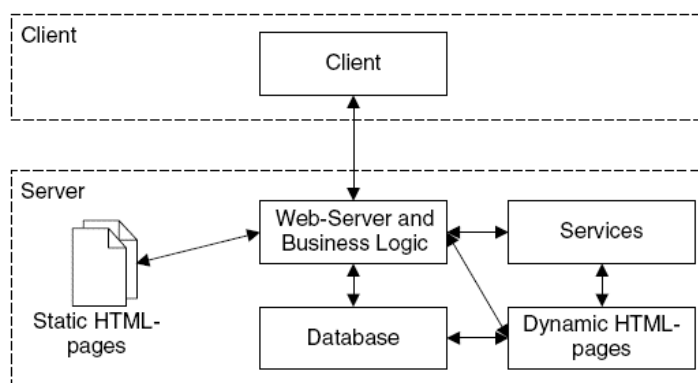 Client
Client
Server
Web-Server and
Business Logic
Services
Static HTML-
pages
Database
Dynamic HTML-
pages